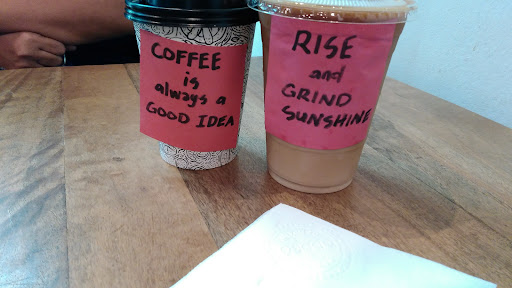 COFFEE
is
always a
GOOD IDEA
RISE
and
GRIND
SUNSHINE